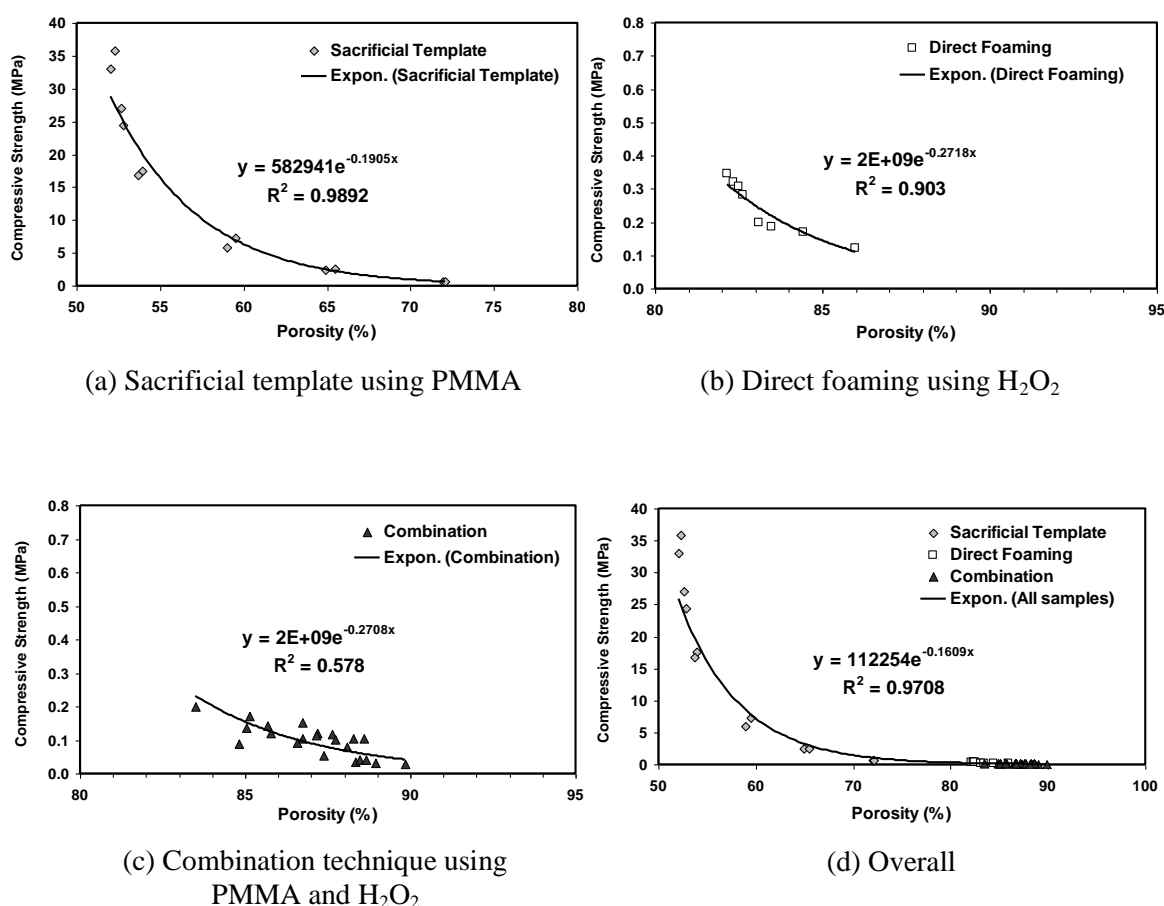 40
35
30
25
20
15
10
5
0
Compressive Strength (MPa)
Sacrificial Template
Expon. (Sacrificial Template)
y = 582941e^-0.1905x
R² = 0.9892
50 55 60 65 70 75 80
Porosity (%)
(a) Sacrificial template using PMMA
0.8
0.7
0.6
0.5
0.4
0.3
0.2
0.1
0.0
Compressive Strength (MPa)
Direct Foaming
Expon. (Direct Foaming)
y = 2E+09e^-0.2718x
R² = 0.903
80 85 90 95
Porosity (%)
(b) Direct foaming using H₂O₂
0.8
0.7
0.6
0.5
0.4
0.3
0.2
0.1
0.0
Compressive Strength (MPa)
Combination
Expon. (Combination)
y = 2E+09e^-0.2708x
R² = 0.578
80 85 90 95
Porosity (%)
(c) Combination technique using
PMMA and H₂O₂
40
35
30
25
20
15
10
5
0
Compressive Strength (MPa)
Sacrificial Template
Direct Foaming
Combination
Expon. (All samples)
y = 112254e^-0.1609x
R² = 0.9708
50 60 70 80 90 100
Porosity (%)
(d) Overall